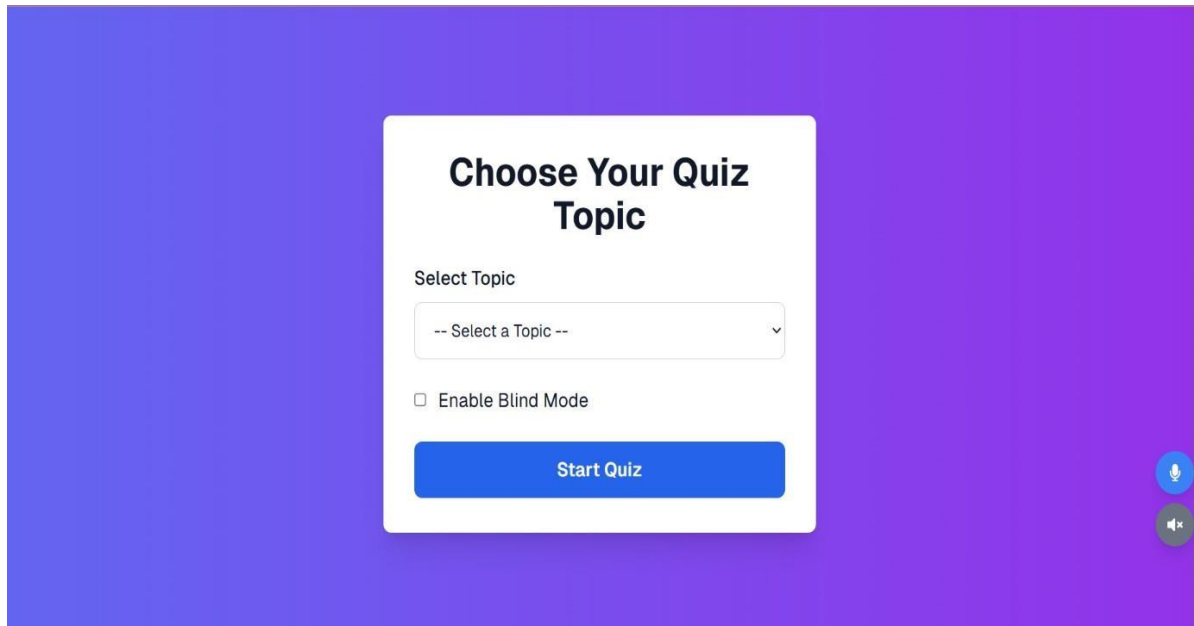 Choose Your Quiz
Topic
Select Topic
-- Select a Topic --
Enable Blind Mode
Start Quiz